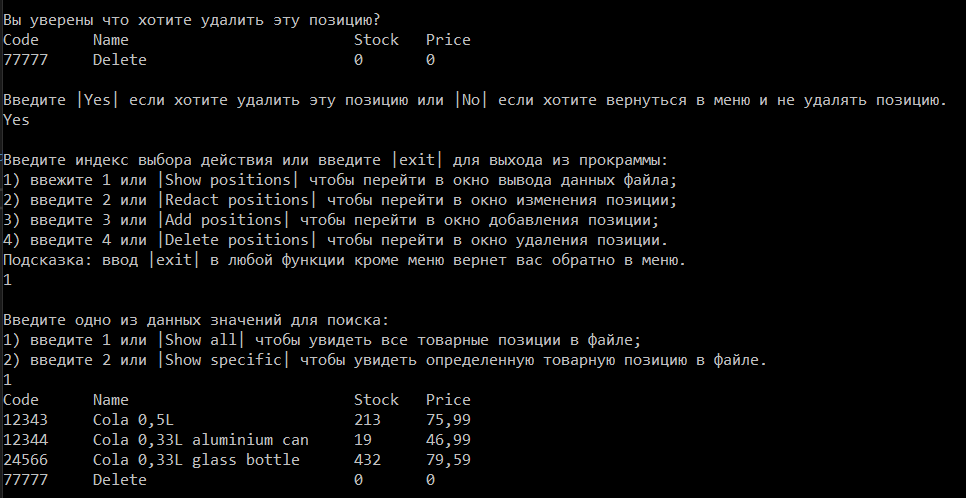 Вы уверены что хотите удалить эту позицию?
Code Name Stock Price
77777 Delete 0 0
Введите |Yes| если хотите удалить эту позицию или |No| если хотите вернуться в меню и не удалять позицию.
Yes
Введите индекс выбора действия или введите |exit| для выхода из прокраммы:
1) ввежите 1 или |Show positions| чтобы перейти в окно вывода данных файла;
2) введите 2 или |Redact positions| чтобы перейти в окно изменения позиции;
3) введите 3 или |Add positions| чтобы перейти в окно добавления позиции;
4) введите 4 или |Delete positions| чтобы перейти в окно удаления позиции.
Подсказка: ввод |exit| в любой функции кроме меню вернет вас обратно в меню.
1
Введите одно из данных значений для поиска:
1) введите 1 или |Show all| чтобы увидеть все товарные позиции в файле;
2) введите 2 или |Show specific| чтобы увидеть определенную товарную позицию в файле.
1
Code Name Stock Price
12343 Cola 0,5L 213 75,99
12344 Cola 0,33L aluminium can 19 46,99
24566 Cola 0,33L glass bottle 432 79,59
77777 Delete 0 0